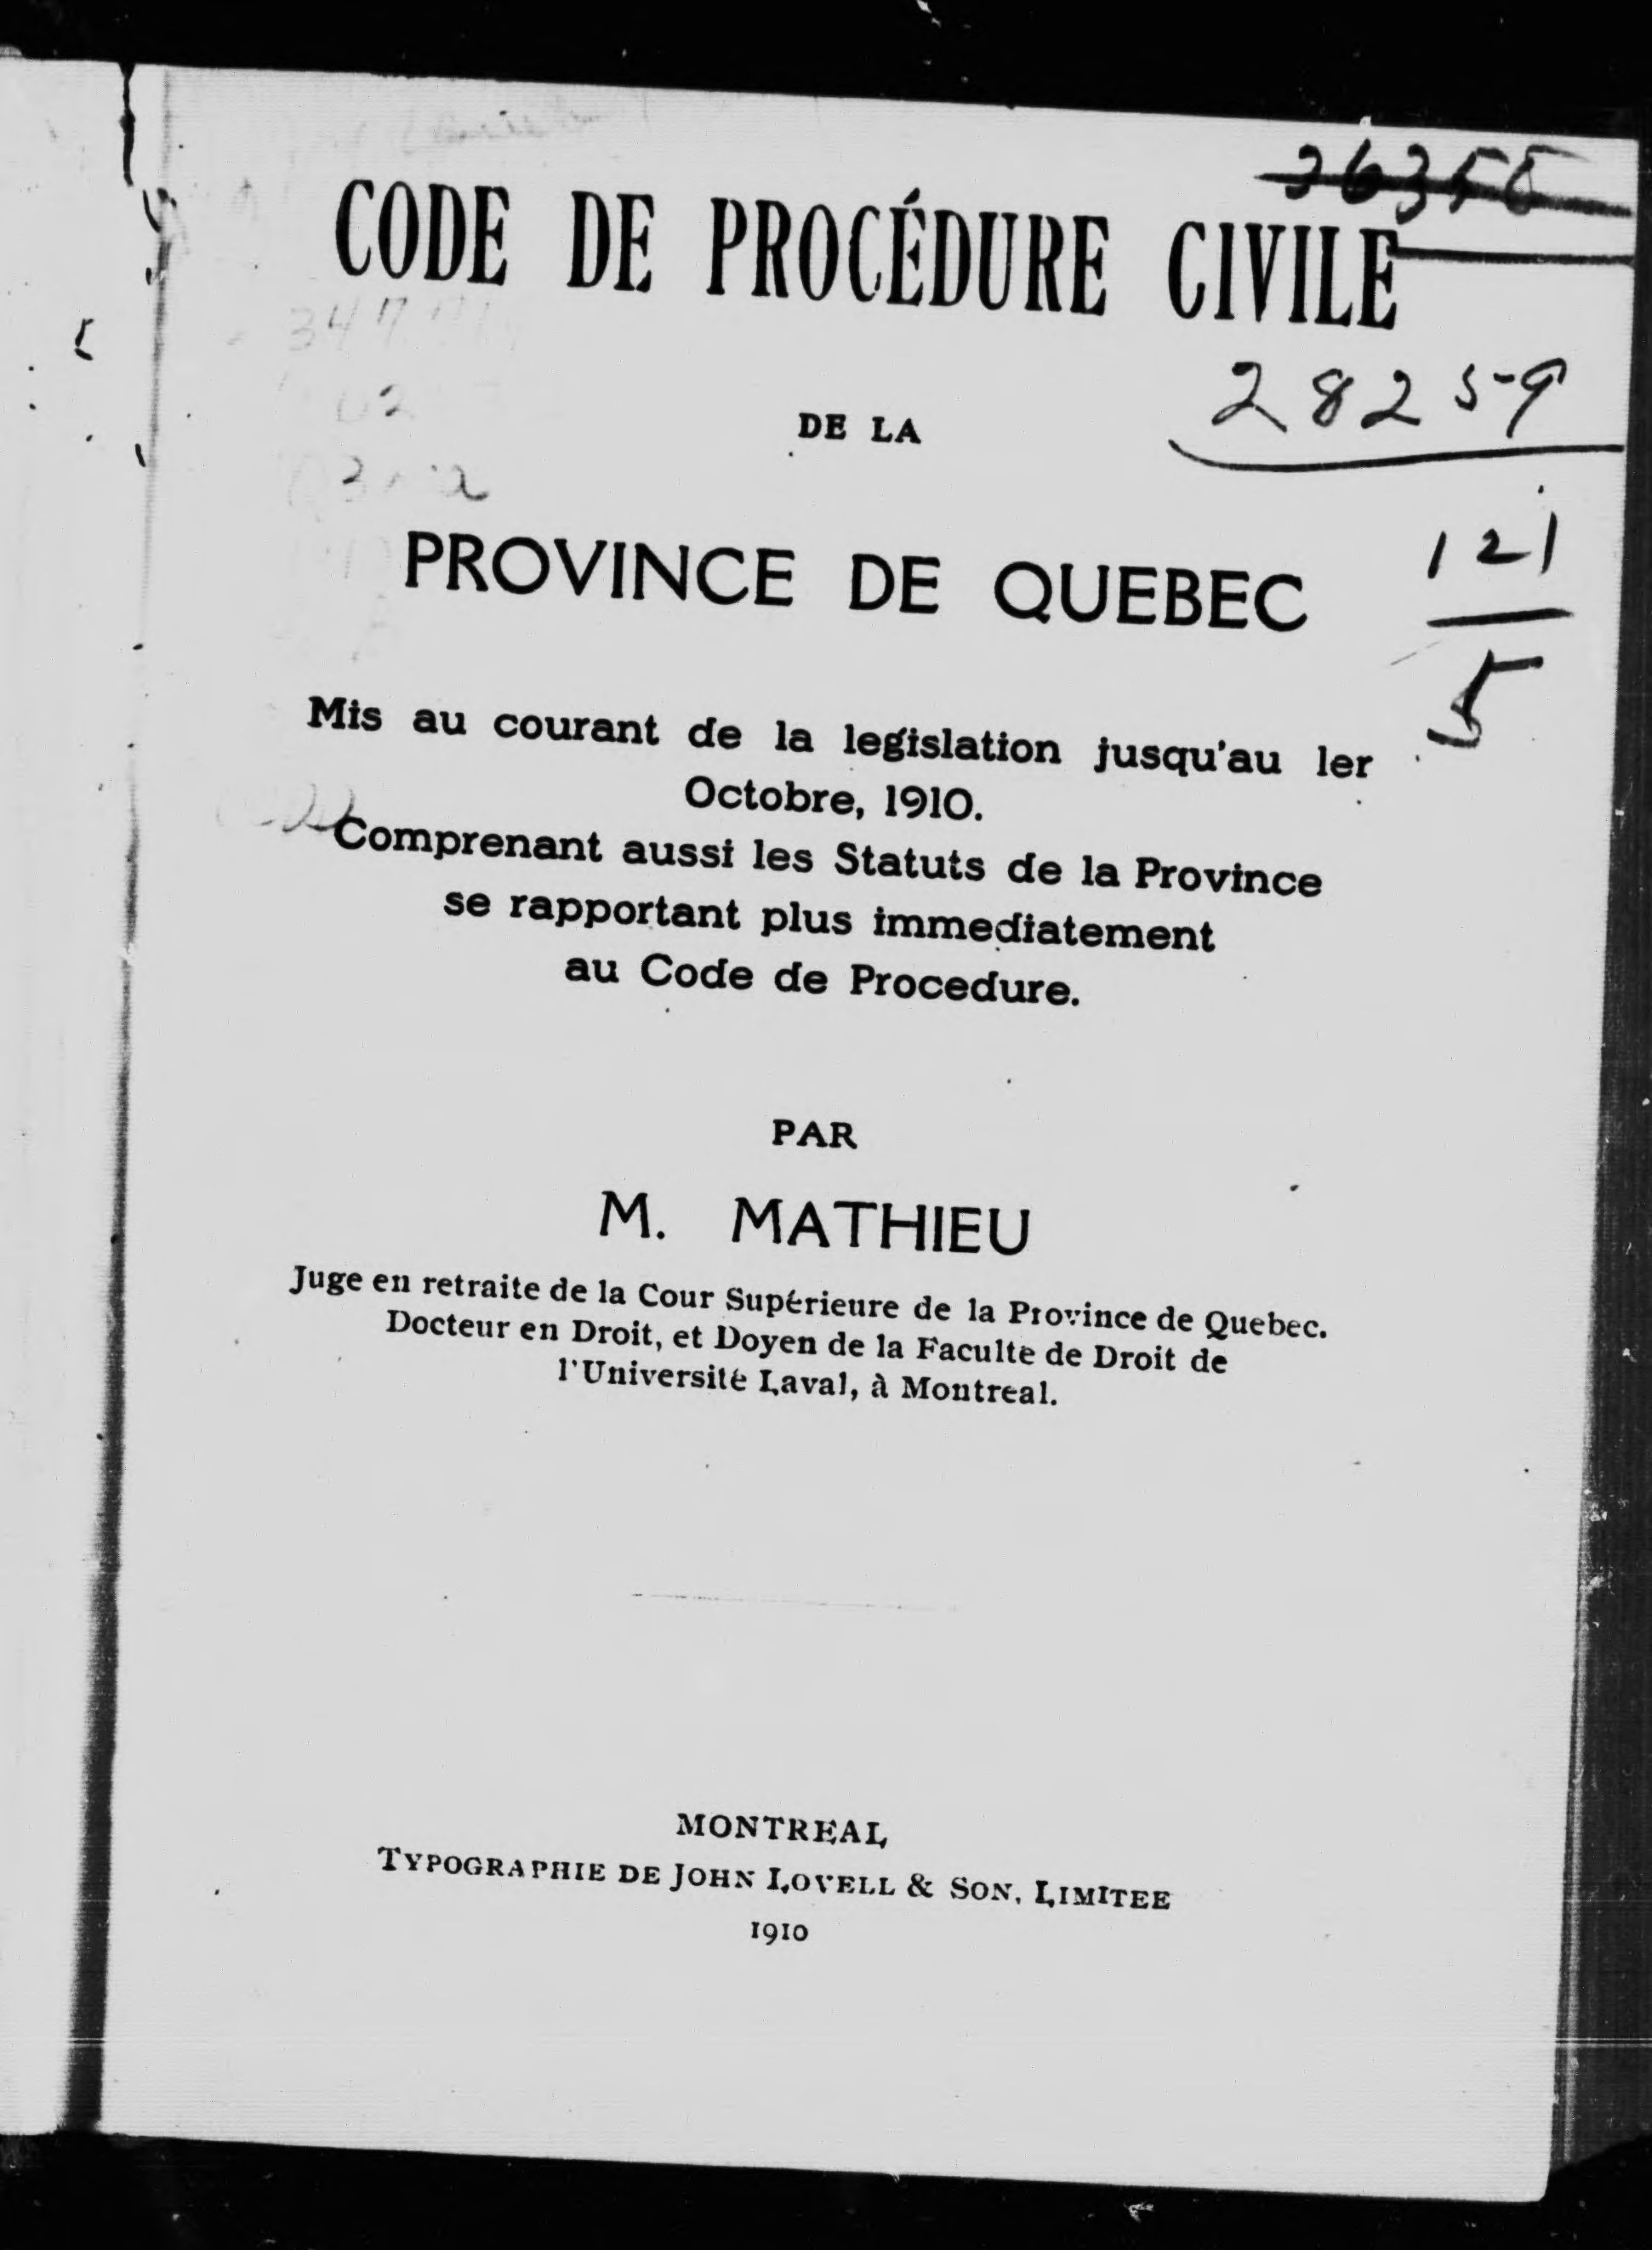 CODE DE PROCÉDURE CIVILE
28259
DE LA
121
PROVINCE DE QUEBEC
5
Mis au courant de la legislation jusqu'au 1er
Octobre, 1910.
Comprenant aussi les Statuts de la Province
se rapportant plus immediatement
au Code de Procedure.
PAR
M. MATHIEU
Juge en retraite de la Cour Supérieure de la Province de Quebec.
Docteur en Droit, et Doyen de la Faculte de Droit de
l'Université Laval, à Montreal.
MONTREAL
TYPOGRAPHIE DE JOHN LOVELL & SON, LIMITEE
1910